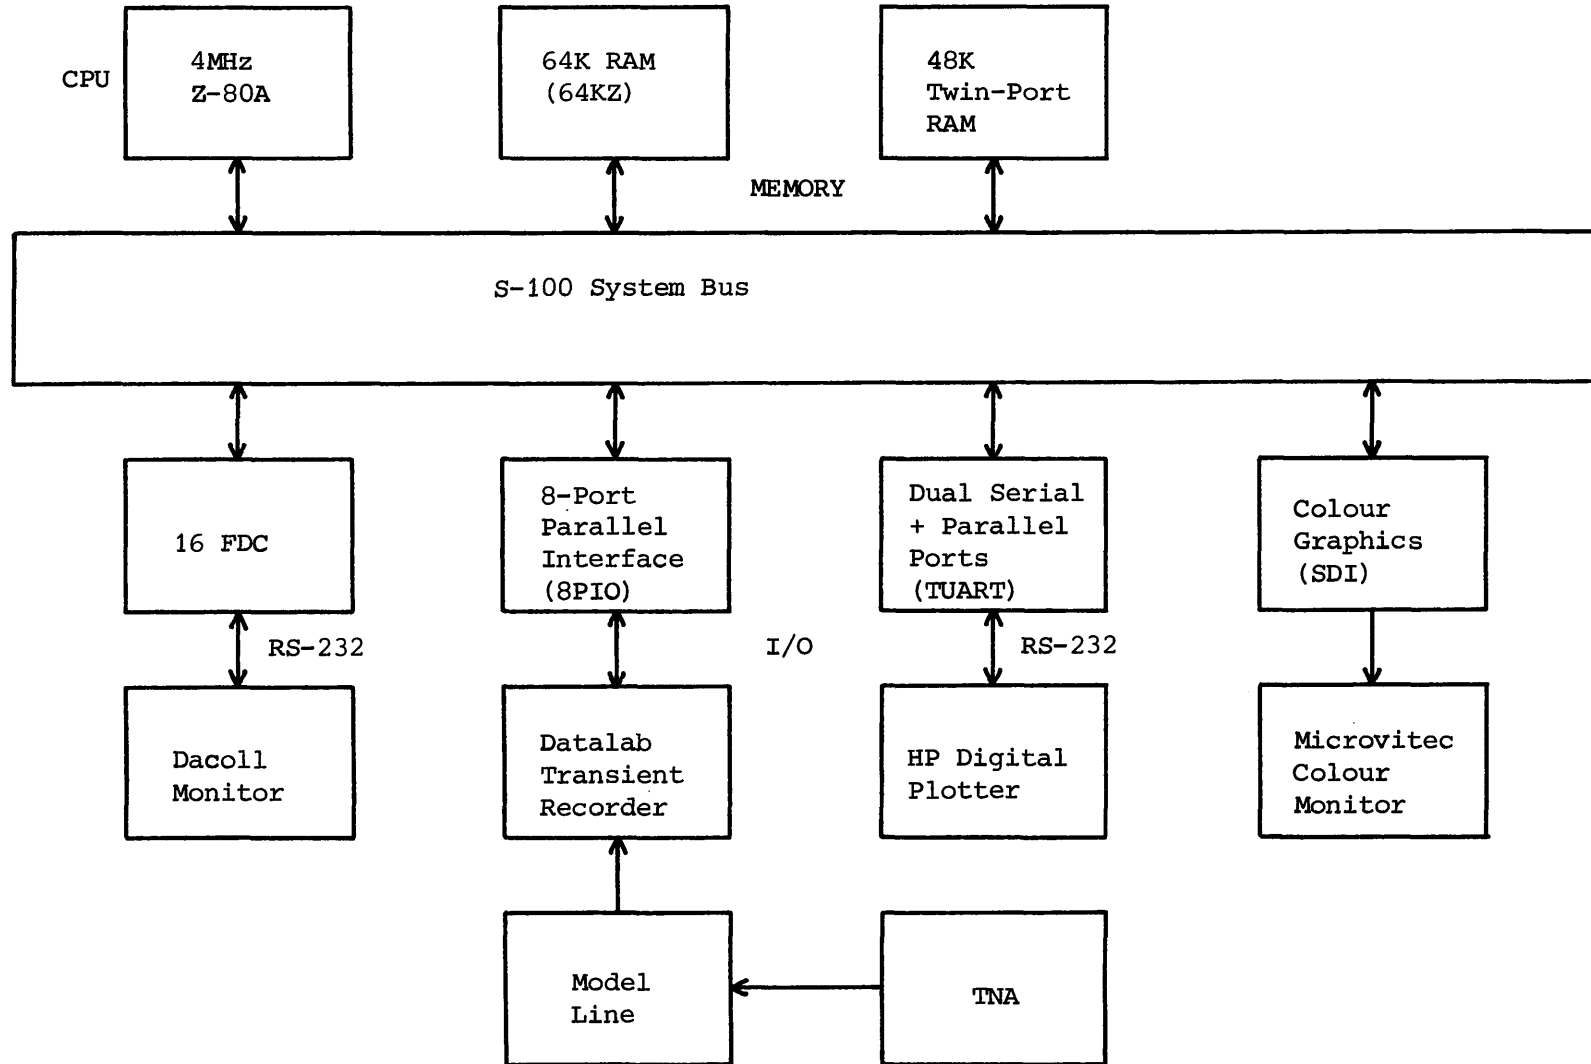 CPU
4MHz
Z-80A
64K RAM
(64KZ)
48K
Twin-Port
RAM
MEMORY
S-100 System Bus
16 FDC
8-Port
Parallel
Interface
(8PIO)
Dual Serial
+ Parallel
Ports
(TUART)
Colour
Graphics
(SDI)
RS-232
I/O
RS-232
Dacoll
Monitor
Datalab
Transient
Recorder
HP Digital
Plotter
Microvitec
Colour
Monitor
Model
Line
TNA